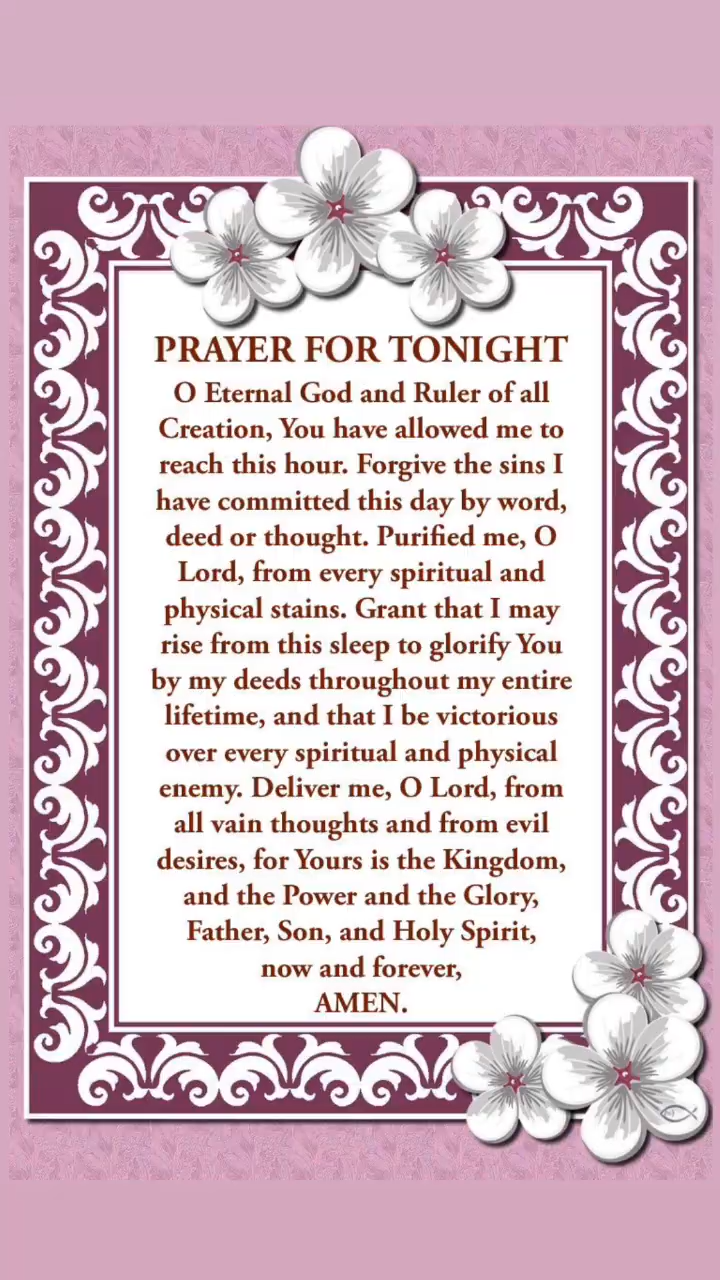 PRAYER FOR TONIGHT
O Eternal God and Ruler of all
Creation, You have allowed me to
reach this hour. Forgive the sins I
have committed this day by word,
deed or thought. Purified me, O
Lord, from every spiritual and
physical stains. Grant that I may
rise from this sleep to glorify You
by my deeds throughout my entire
lifetime, and that I be victorious
over every spiritual and physical
enemy. Deliver me, O Lord, from
all vain thoughts and from evil
desires, for Yours is the Kingdom,
and the Power and the Glory,
Father, Son, and Holy Spirit,
now and forever,
AMEN.